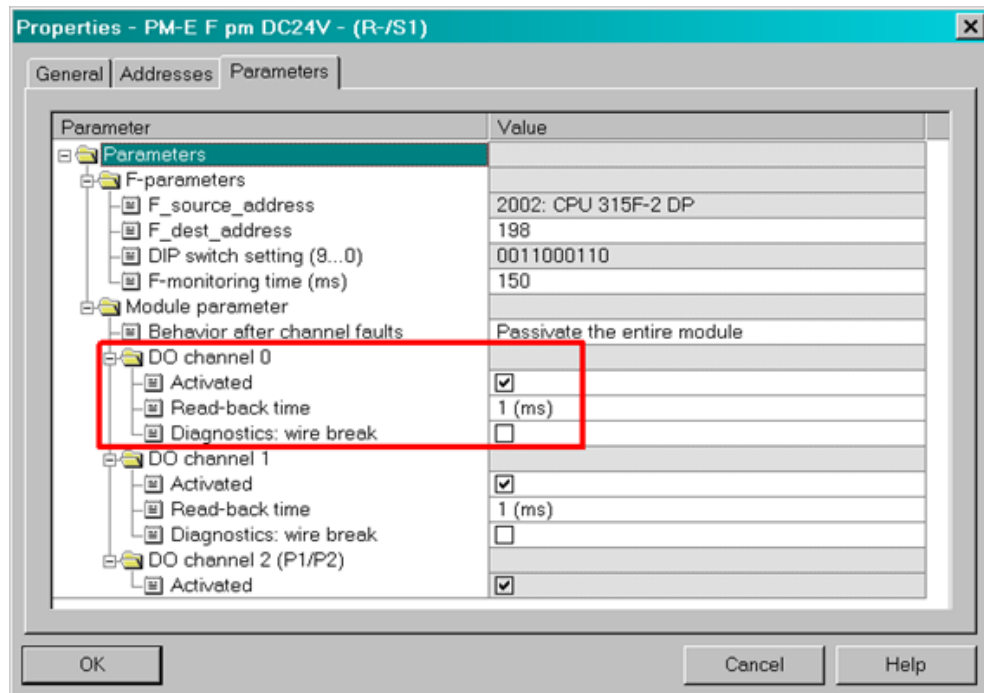 Properties - PM-E F pm DC24V - (R-/S1)
General Addresses Parameters
Parameter Value
Parameters
F-parameters
F_source_address 2002: CPU 315F-2 DP
F_dest_address 198
DIP switch setting (9...0) 0011000110
F-monitoring time (ms) 150
Module parameter
Behavior after channel faults Passivate the entire module
DO channel 0
Activated
Read-back time 1 (ms)
Diagnostics: wire break
DO channel 1
Activated
Read-back time 1 (ms)
Diagnostics: wire break
DO channel 2 (P1/P2)
Activated
OK Cancel Help